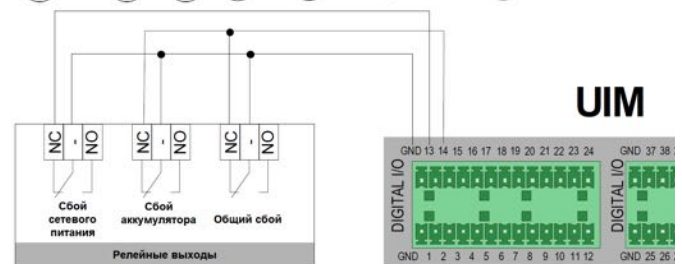 UIM
NC - NO NC - NO NC - NO
Сбой сетевого питания
Сбой аккумулятора
Общий сбой
Релейные выходы
GND 13 14 15 16 17 18 19 20 21 22 23 24
DIGITAL I/O
GND 1 2 3 4 5 6 7 8 9 10 11 12
GND 37 38
DIGITAL I/O
GND 25 26